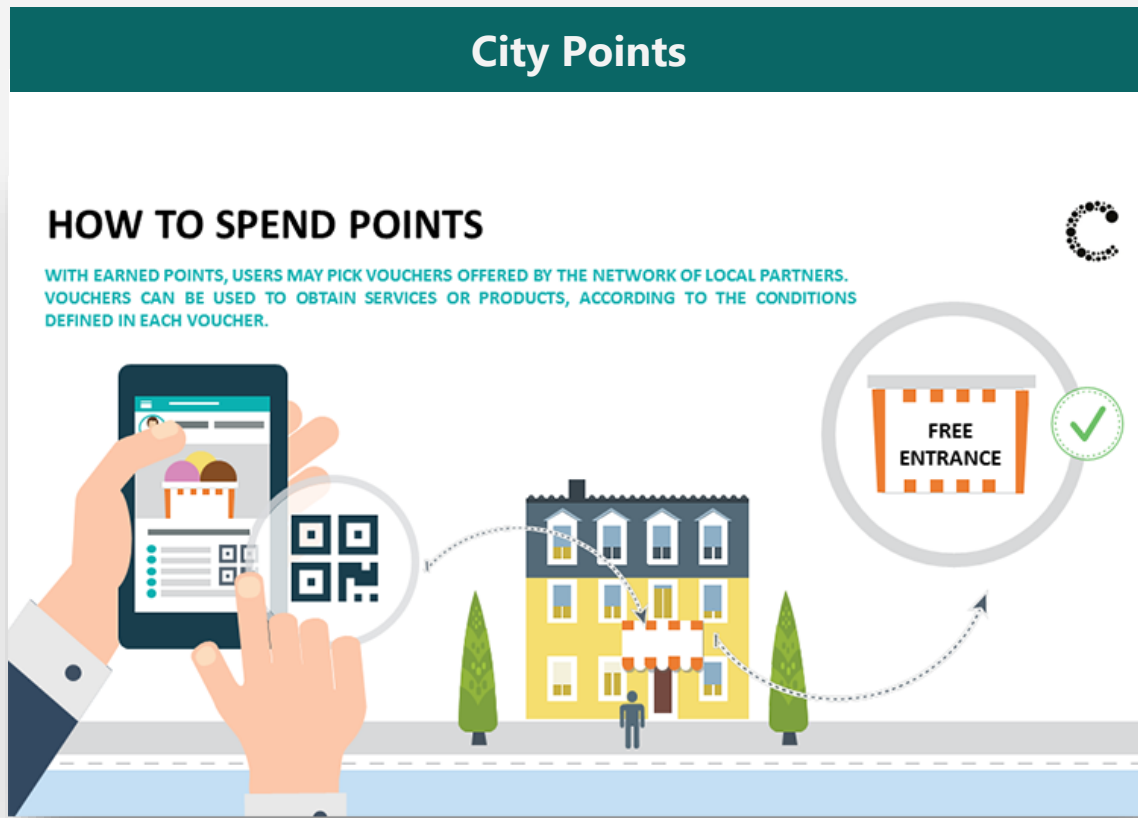 City Points
HOW TO SPEND POINTS
WITH EARNED POINTS, USERS MAY PICK VOUCHERS OFFERED BY THE NETWORK OF LOCAL PARTNERS.
VOUCHERS CAN BE USED TO OBTAIN SERVICES OR PRODUCTS, ACCORDING TO THE CONDITIONS
DEFINED IN EACH VOUCHER.
FREE
ENTRANCE